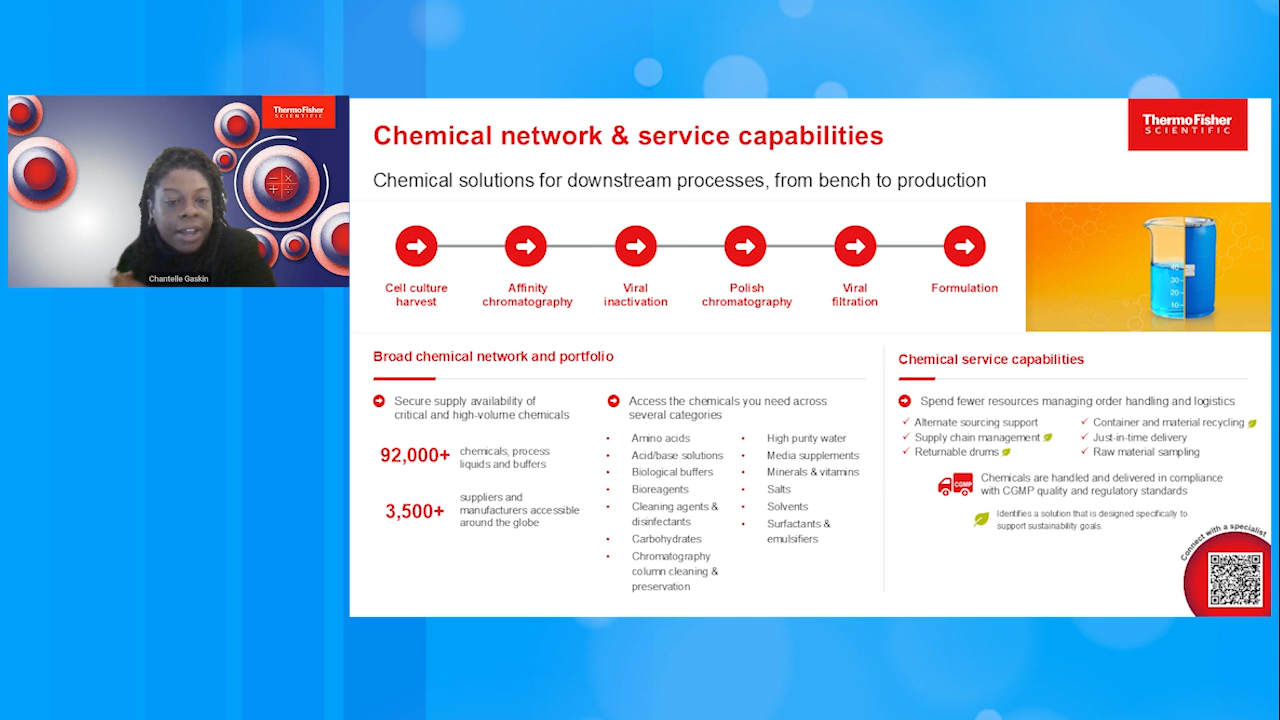 ThermoFisher
SCIENTIFIC
Chantelle Gaskin
Chemical network & service capabilities
ThermoFisher
SCIENTIFIC
Chemical solutions for downstream processes, from bench to production
Cell culture
harvest
Affinity
chromatography
Viral
inactivation
Polish
chromatography
Viral
filtration
Formulation
40
30
20
10
Broad chemical network and portfolio
Secure supply availability of
critical and high-volume chemicals
92,000+
chemicals, process
liquids and buffers
3,500+
suppliers and
manufacturers accessible
around the globe
Access the chemicals you need across
several categories
• Amino acids
• Acid/base solutions
• Biological buffers
• Bioreagents
• Cleaning agents &
disinfectants
• Carbohydrates
• Chromatography
column cleaning &
preservation
• High purity water
• Media supplements
• Minerals & vitamins
• Salts
• Solvents
• Surfactants &
emulsifiers
Chemical service capabilities
Spend fewer resources managing order handling and logistics
✓ Alternate sourcing support
✓ Supply chain management
✓ Returnable drums
✓ Container and material recycling
✓ Just-in-time delivery
✓ Raw material sampling
CGMP
Chemicals are handled and delivered in compliance
with CGMP quality and regulatory standards
Identifies a solution that is designed specifically to
support sustainability goals.
Connect with a specialist